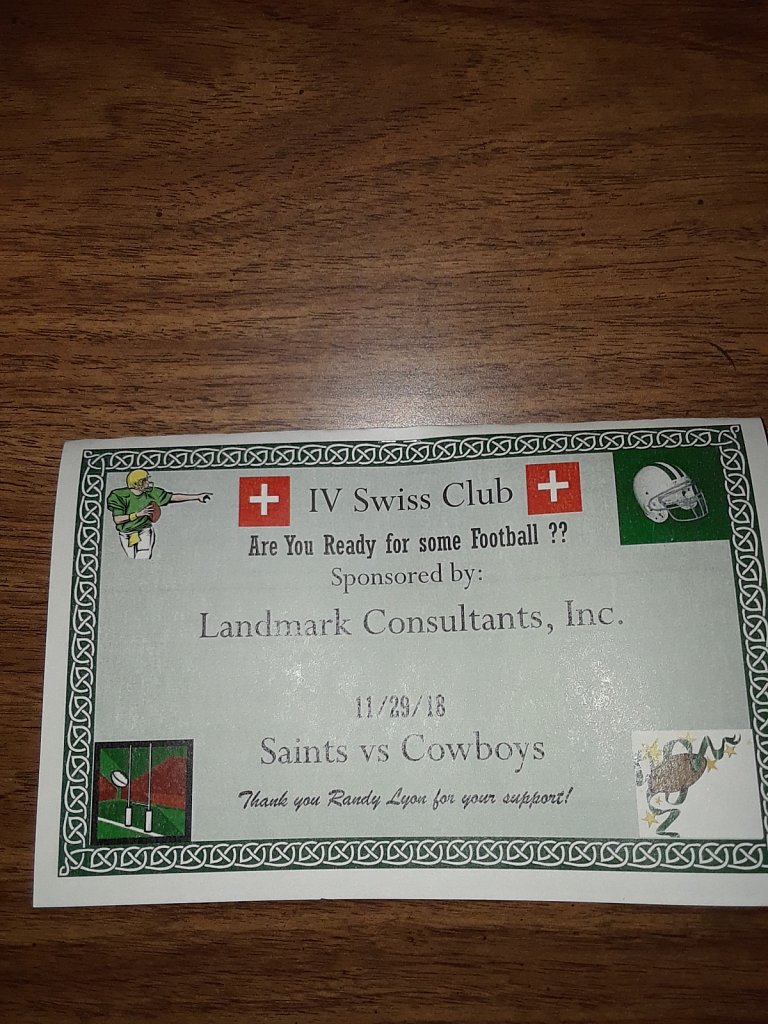 IV Swiss Club
Are You Ready for some Football ??
Sponsored by:
Landmark Consultants, Inc.
11/29/18
Saints vs Cowboys
Thank you Randy Lyon for your support!